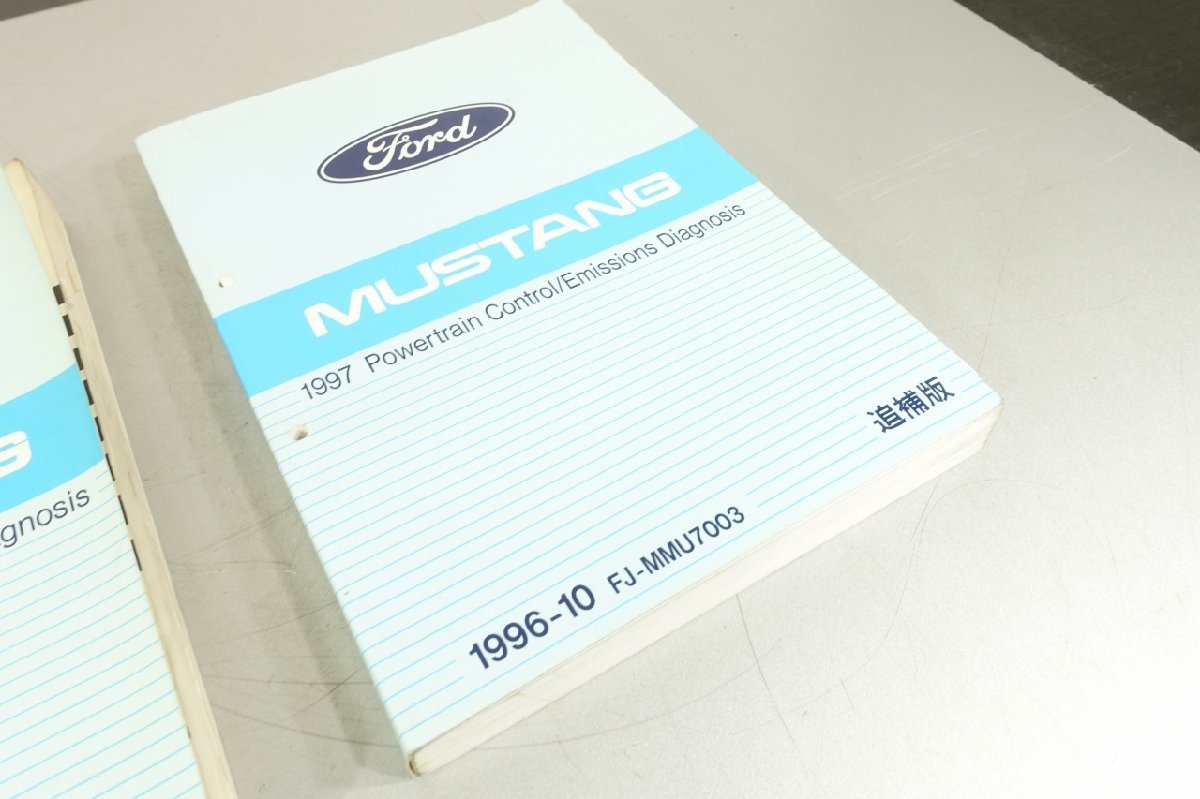 Ford
MUSTANG
1997 Powertrain Control/Emissions Diagnosis
追補版
1996-10 FJ-MMU7003
G
gnosis